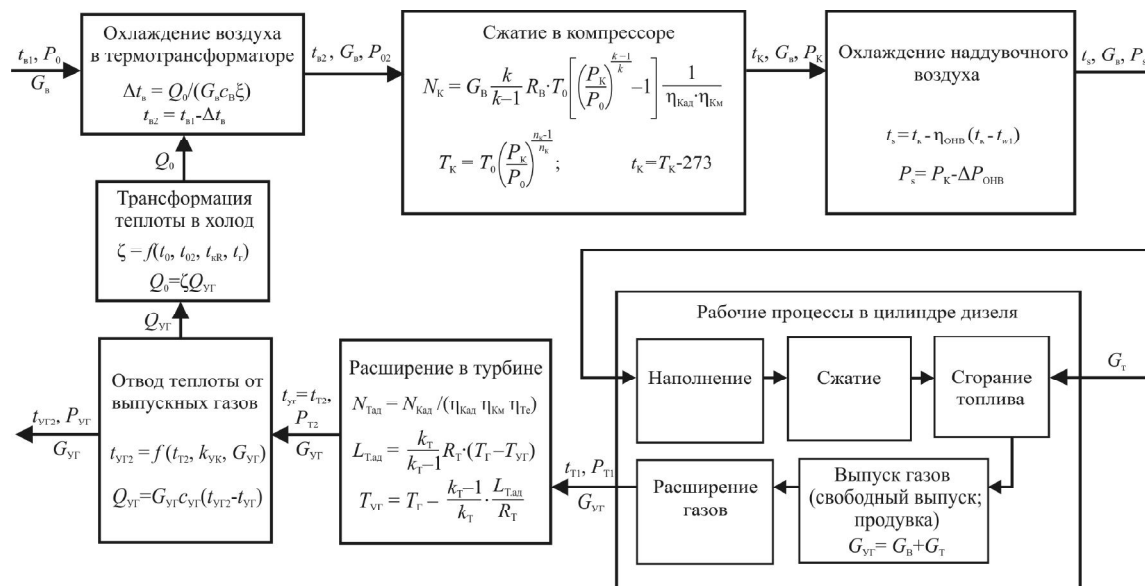 t_в1, P_0
G_в
Охлаждение воздуха
в термотрансформаторе
Δt_в = Q_0/(G_в c_в ξ)
t_в2 = t_в1-Δt_в
t_в2, G_в, P_02
Сжатие в компрессоре
N_К = G_В k/(k−1) R_В·T_0[(P_К/P_0)^((k−1)/k) −1] 1/(η_Кад·η_Км)
T_К = T_0(P_К/P_0)^((n_К-1)/n_К); t_К=T_К-273
t_К, G_в, P_К
Охлаждение наддувочного
воздуха
t_s = t_в - η_ОНВ (t_в - t_w1)
P_s = P_К-ΔP_ОНВ
t_s, G_в, P_s
Q_0
Трансформация
теплоты в холод
ζ = f(t_0, t_02, t_кR, t_г)
Q_0=ζQ_УГ
Q_УГ
Отвод теплоты от
выпускных газов
t_УГ2 = f(t_Т2, k_УК, G_УГ)
Q_УГ=G_УГ c_УГ(t_УГ2-t_УГ)
t_УГ2, P_УГ
G_УГ
t_уг= t_Т2,
P_Т2
G_УГ
Расширение в турбине
N_Тад = N_Кад /(η_Кад η_Км η_Те)
L_Т.ад = k_Т/(k_Т−1) R_Т·(T_Г−T_УГ)
T_УГ = T_Г − (k_Т−1)/k_Т · L_Т.ад/R_Т
t_Т1, P_Т1
G_УГ
Рабочие процессы в цилиндре дизеля
Наполнение
Сжатие
Сгорание
топлива
G_Т
Расширение
газов
Выпуск газов
(свободный выпуск;
продувка)
G_УГ= G_В+G_Т